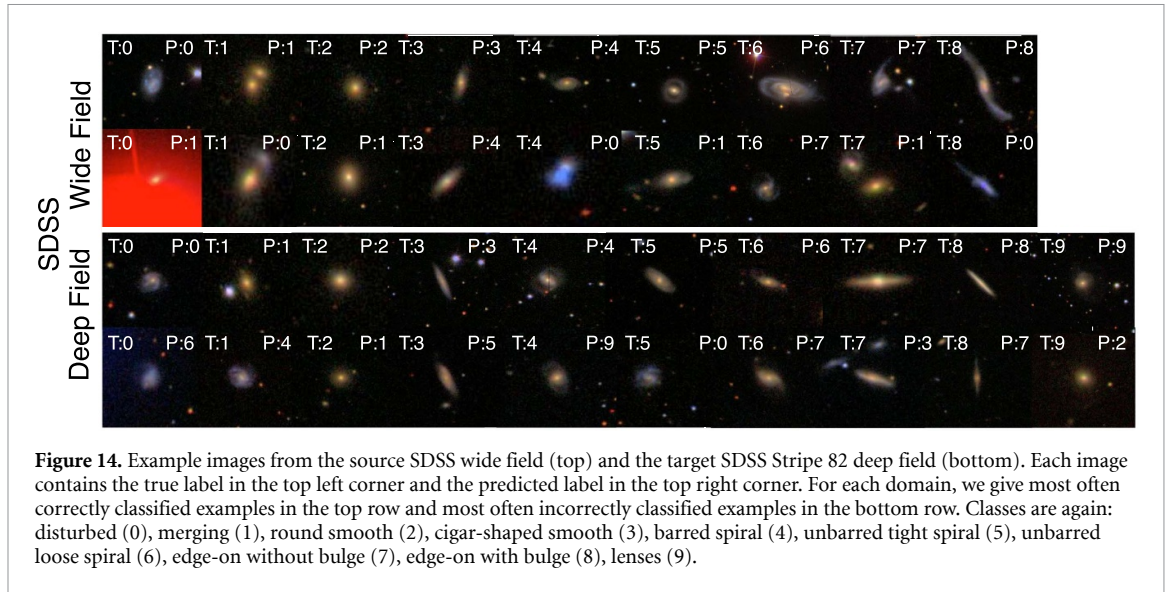 SDSS
Wide Field
T:0 P:0 T:1 P:1 T:2 P:2 T:3 P:3 T:4 P:4 T:5 P:5 T:6 P:6 T:7 P:7 T:8 P:8
T:0 P:1 T:1 P:0 T:2 P:1 T:3 P:4 T:4 P:0 T:5 P:1 T:6 P:7 T:7 P:1 T:8 P:0
Deep Field
T:0 P:0 T:1 P:1 T:2 P:2 T:3 P:3 T:4 P:4 T:5 P:5 T:6 P:6 T:7 P:7 T:8 P:8 T:9 P:9
T:0 P:6 T:1 P:4 T:2 P:1 T:3 P:5 T:4 P:9 T:5 P:0 T:6 P:7 T:7 P:3 T:8 P:7 T:9 P:2
Figure 14. Example images from the source SDSS wide field (top) and the target SDSS Stripe 82 deep field (bottom). Each image
contains the true label in the top left corner and the predicted label in the top right corner. For each domain, we give most often
correctly classified examples in the top row and most often incorrectly classified examples in the bottom row. Classes are again:
disturbed (0), merging (1), round smooth (2), cigar-shaped smooth (3), barred spiral (4), unbarred tight spiral (5), unbarred
loose spiral (6), edge-on without bulge (7), edge-on with bulge (8), lenses (9).